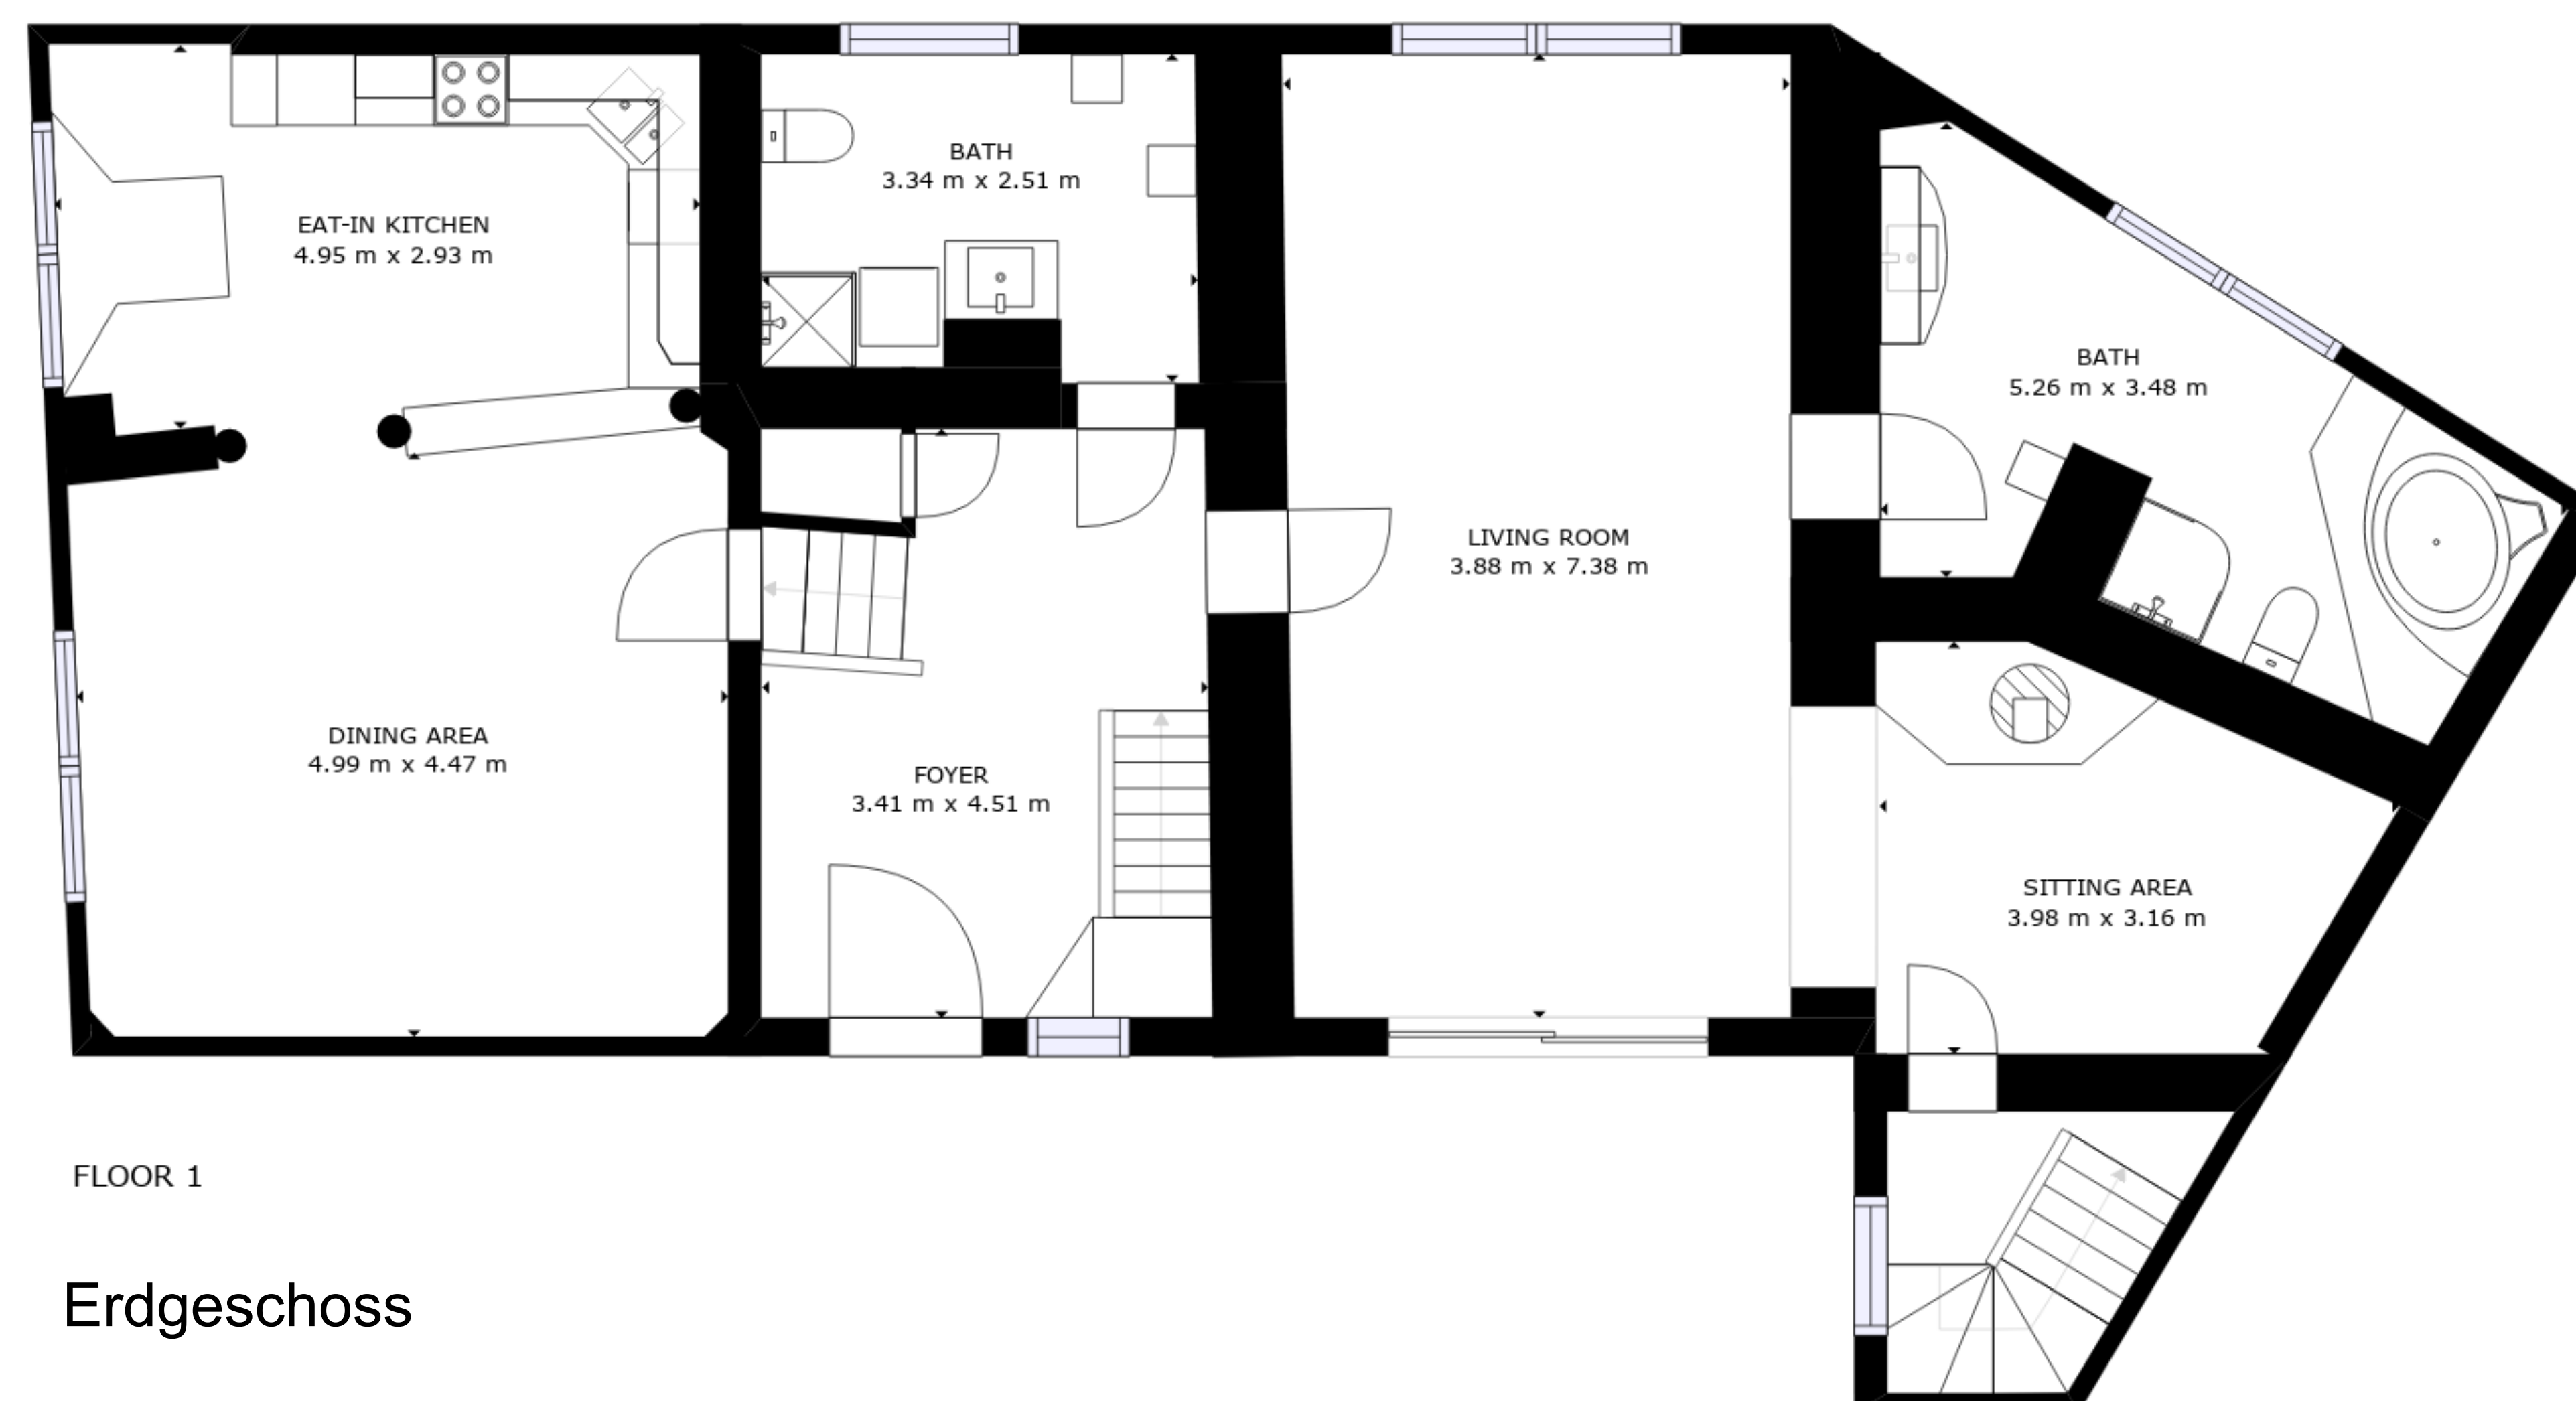 EAT-IN KITCHEN
4.95 m x 2.93 m
BATH
3.34 m x 2.51 m
LIVING ROOM
3.88 m x 7.38 m
BATH
5.26 m x 3.48 m
DINING AREA
4.99 m x 4.47 m
FOYER
3.41 m x 4.51 m
SITTING AREA
3.98 m x 3.16 m
FLOOR 1
Erdgeschoss